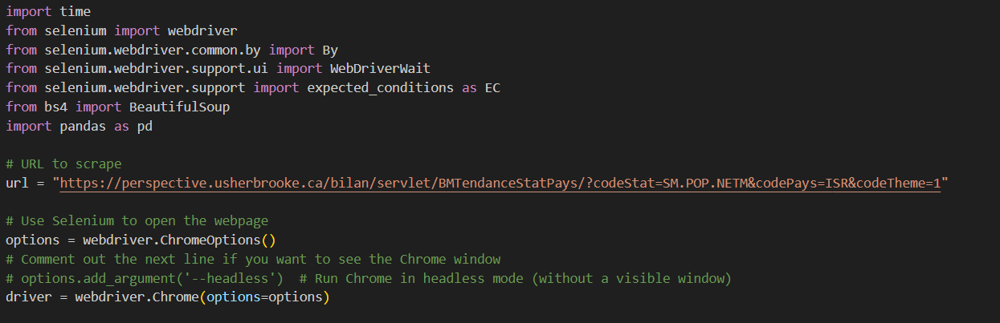 import time
from selenium import webdriver
from selenium.webdriver.common.by import By
from selenium.webdriver.support.ui import WebDriverWait
from selenium.webdriver.support import expected_conditions as EC
from bs4 import BeautifulSoup
import pandas as pd
# URL to scrape
url = "https://perspective.usherbrooke.ca/bilan/servlet/BMTendanceStatPays/?codeStat=SM.POP.NETM&codePays=ISR&codeTheme=1"
# Use Selenium to open the webpage
options = webdriver.ChromeOptions()
# Comment out the next line if you want to see the Chrome window
# options.add_argument('--headless')  # Run Chrome in headless mode (without a visible window)
driver = webdriver.Chrome(options=options)